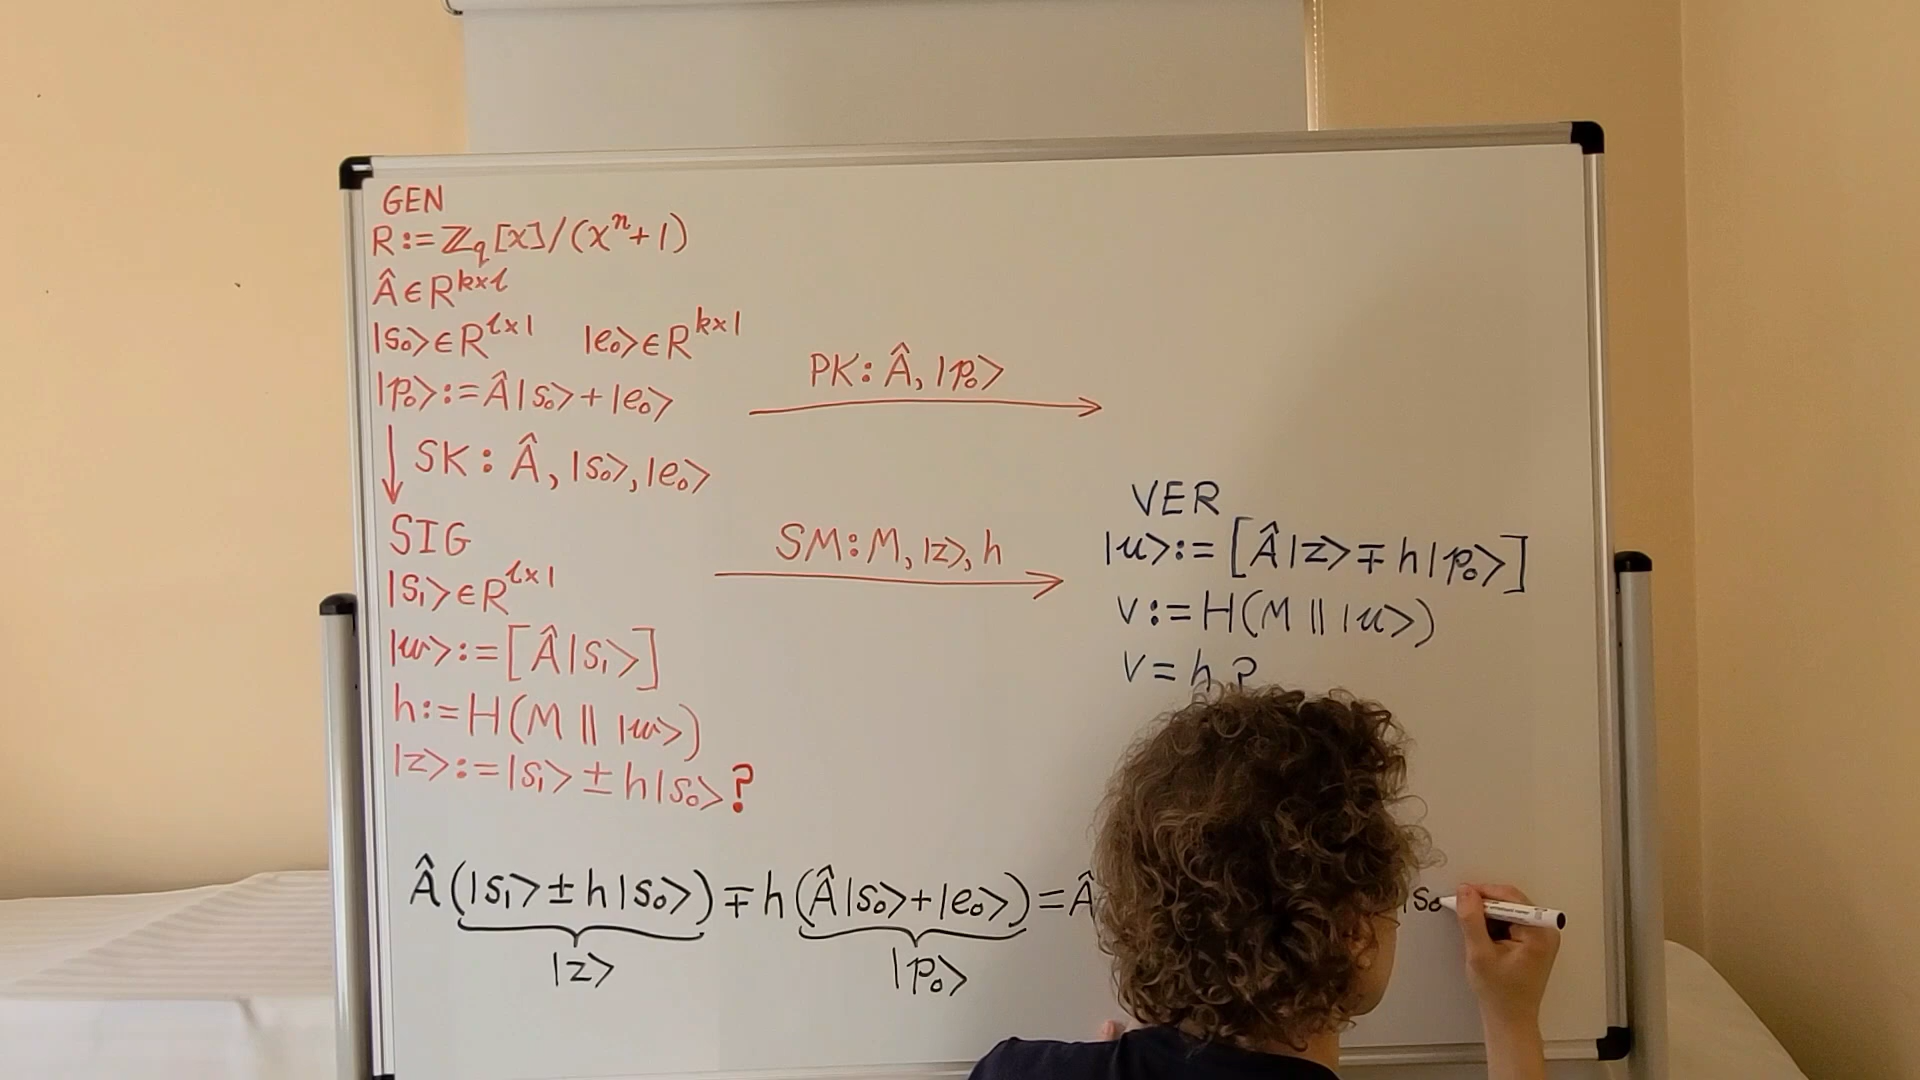 GEN
R:=ℤq[x]/(xⁿ+1)
Â∈R^{k×l}
|s₀⟩∈R^{l×1} |e₀⟩∈R^{k×1}
|p₀⟩:=Â|s₀⟩+|e₀⟩
↓ SK: Â, |s₀⟩, |e₀⟩
PK: Â, |p₀⟩
SIG
|s₁⟩∈R^{l×1}
|w⟩:=[Â|s₁⟩]
h:=H(M || |w⟩)
|z⟩:=|s₁⟩±h|s₀⟩?
SM: M, |z⟩, h
VER
|u⟩:=[Â|z⟩∓h|p₀⟩]
v:=H(M || |u⟩)
v=h?
Â(|s₁⟩±h|s₀⟩)∓h(Â|s₀⟩+|e₀⟩)=Â |s₀
|z⟩ |p₀⟩